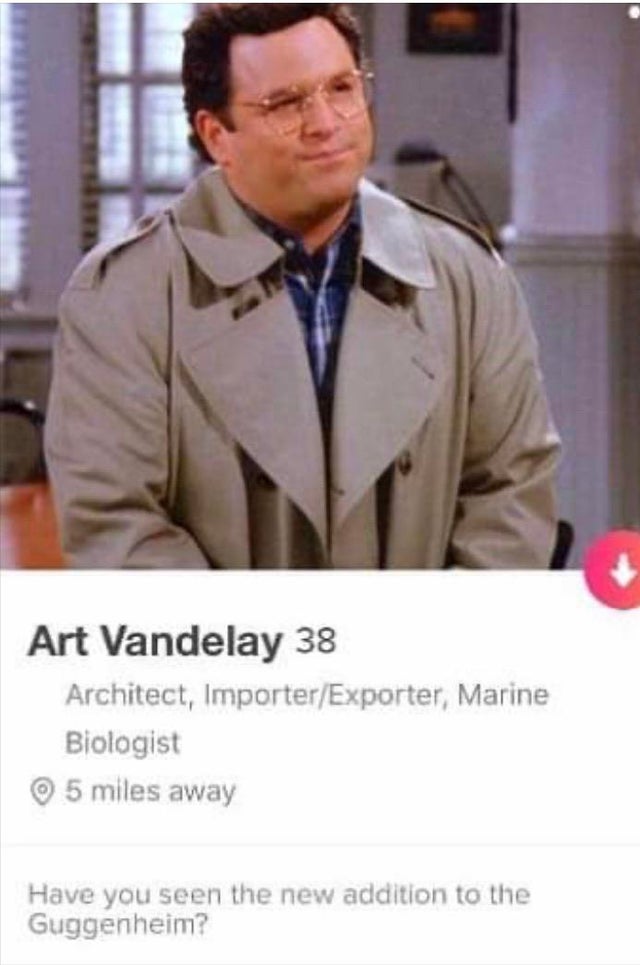 Art Vandelay 38
Architect, Importer/Exporter, Marine
Biologist
5 miles away
Have you seen the new addition to the
Guggenheim?